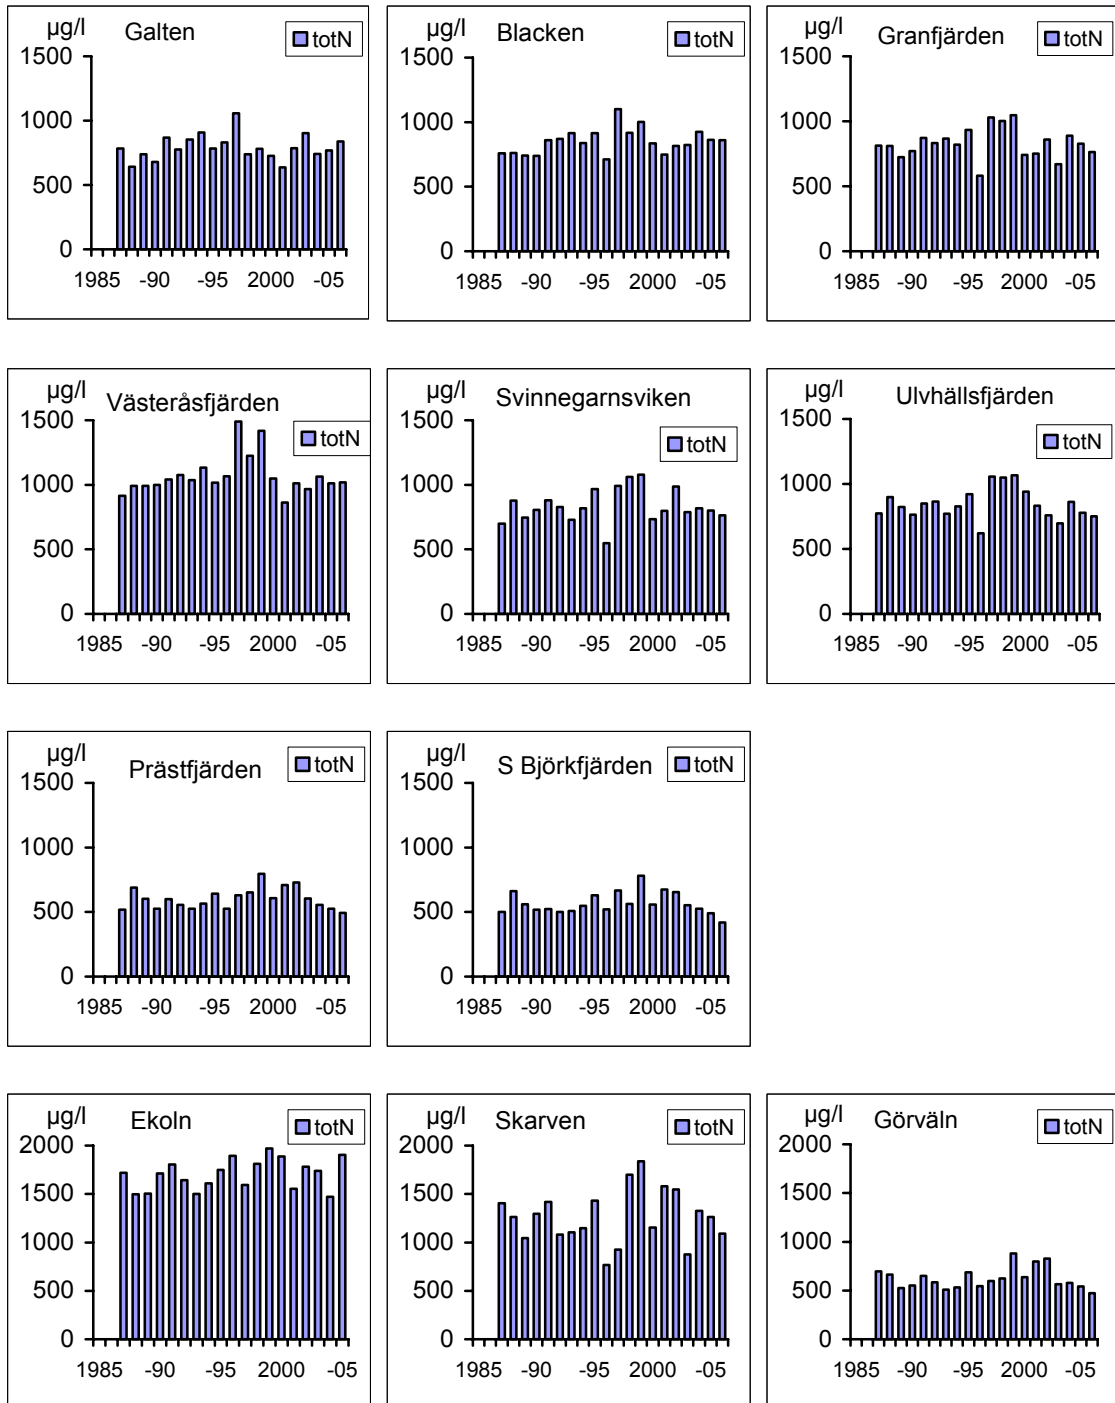 µg/l Galten totN
1500
1000
500
0
1985 -90 -95 2000 -05
µg/l Blacken totN
1500
1000
500
0
1985 -90 -95 2000 -05
µg/l Granfjärden totN
1500
1000
500
0
1985 -90 -95 2000 -05
µg/l Västeråsfjärden totN
1500
1000
500
0
1985 -90 -95 2000 -05
µg/l Svinnegarnsviken totN
1500
1000
500
0
1985 -90 -95 2000 -05
µg/l Ulvhällsfjärden totN
1500
1000
500
0
1985 -90 -95 2000 -05
µg/l Prästfjärden totN
1500
1000
500
0
1985 -90 -95 2000 -05
µg/l S Björkfjärden totN
1500
1000
500
0
1985 -90 -95 2000 -05
µg/l Ekoln totN
2000
1500
1000
500
0
1985 -90 -95 2000 -05
µg/l Skarven totN
2000
1500
1000
500
0
1985 -90 -95 2000 -05
µg/l Görväln totN
2000
1500
1000
500
0
1985 -90 -95 2000 -05